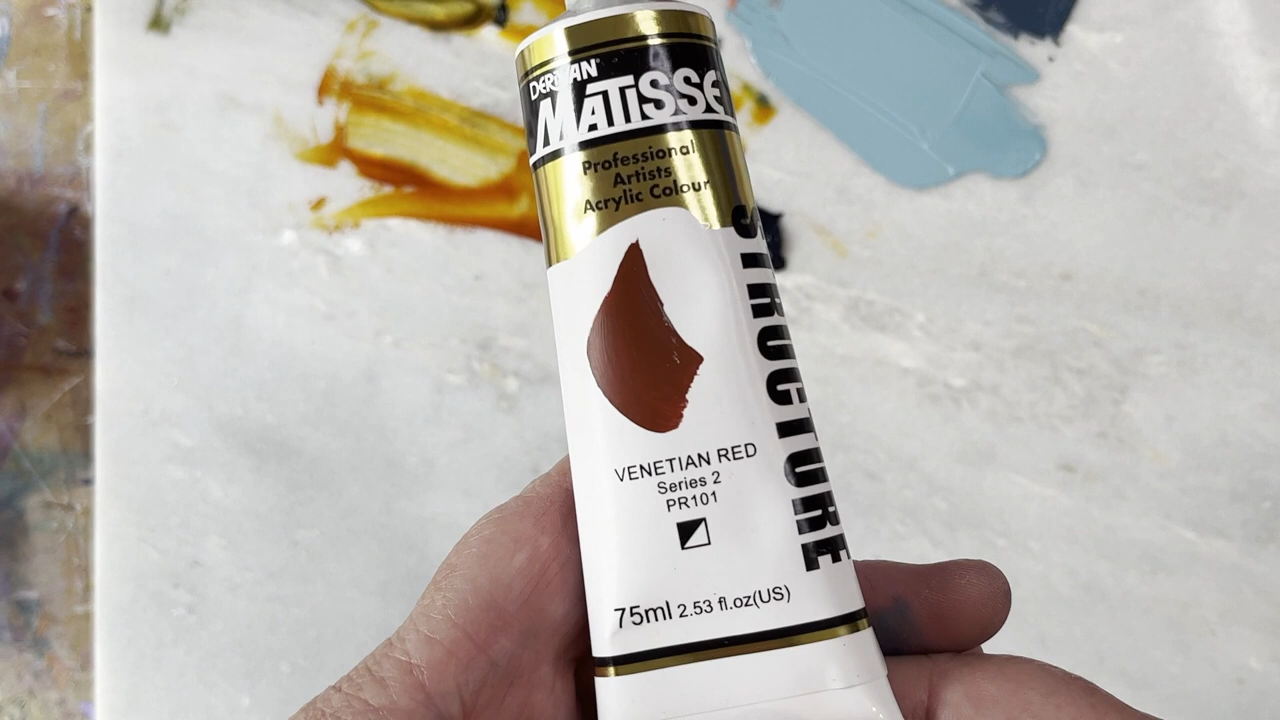 DERIVAN
MATISSE
Professional
Artists
Acrylic Colour
STRUCTURE
VENETIAN RED
Series 2
PR101
75ml 2.53 fl.oz(US)